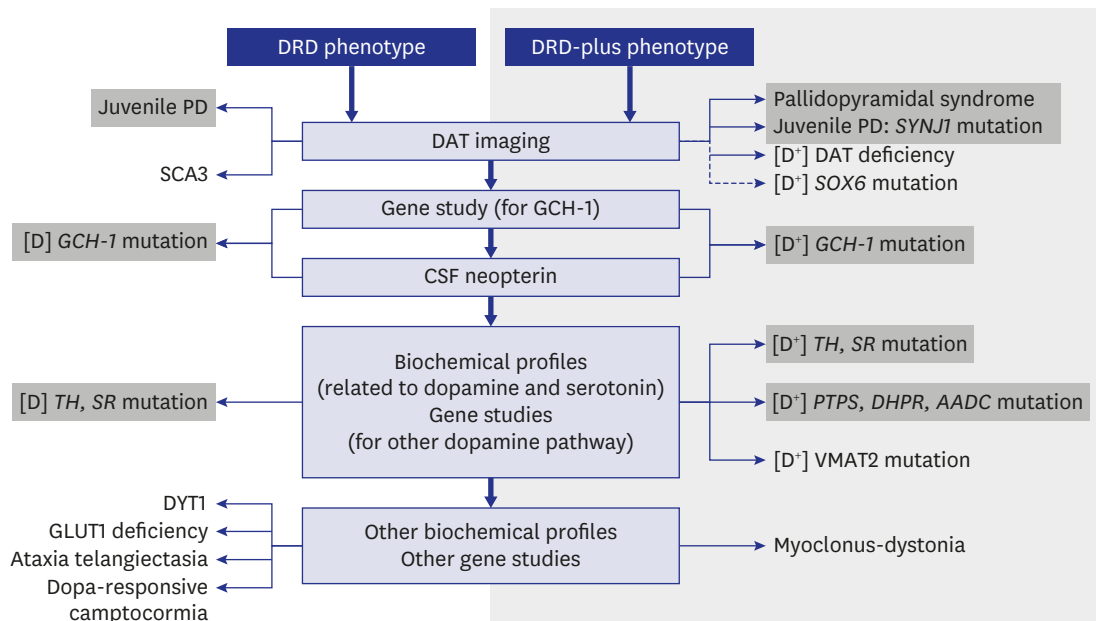 DRD phenotype
DRD-plus phenotype
Juvenile PD
SCA3
DAT imaging
Pallidopyramidal syndrome
Juvenile PD: SYNJ1 mutation
[D⁺] DAT deficiency
[D⁺] SOX6 mutation
Gene study (for GCH-1)
[D] GCH-1 mutation
[D⁺] GCH-1 mutation
CSF neopterin
Biochemical profiles
(related to dopamine and serotonin)
Gene studies
(for other dopamine pathway)
[D] TH, SR mutation
[D⁺] TH, SR mutation
[D⁺] PTPS, DHPR, AADC mutation
[D⁺] VMAT2 mutation
DYT1
GLUT1 deficiency
Ataxia telangiectasia
Dopa-responsive
camptocormia
Other biochemical profiles
Other gene studies
Myoclonus-dystonia